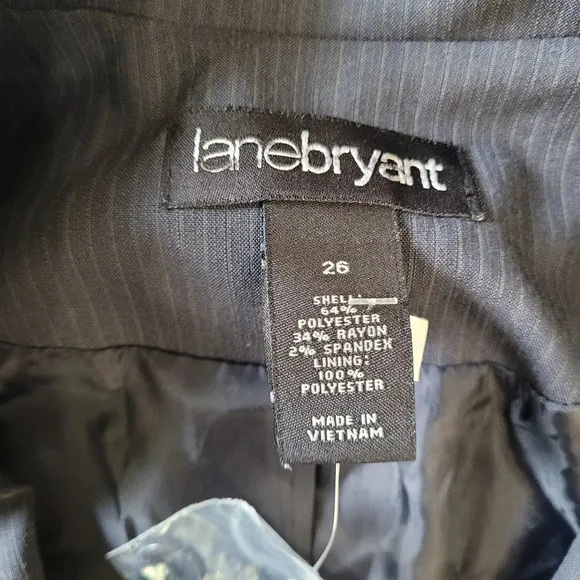 lanebryant
26
SHELL:
64%
POLYESTER
34% RAYON
2% SPANDEX
LINING:
100%
POLYESTER
MADE IN
VIETNAM